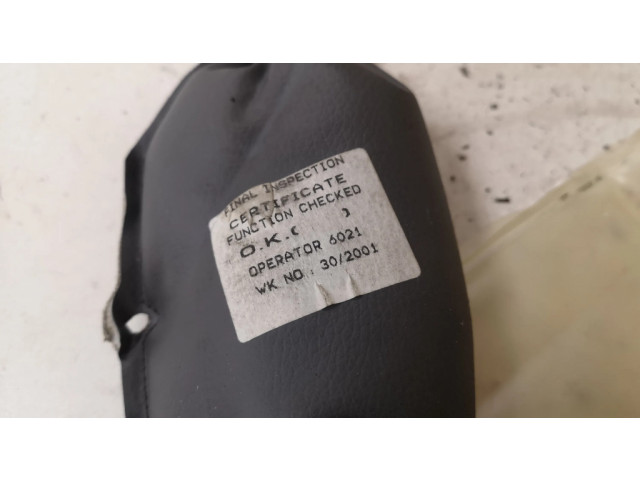 FINAL INSPECTION
CERTIFICATE
FUNCTION CHECKED
O.K.( )
OPERATOR 6021
WK NO : 30/2001